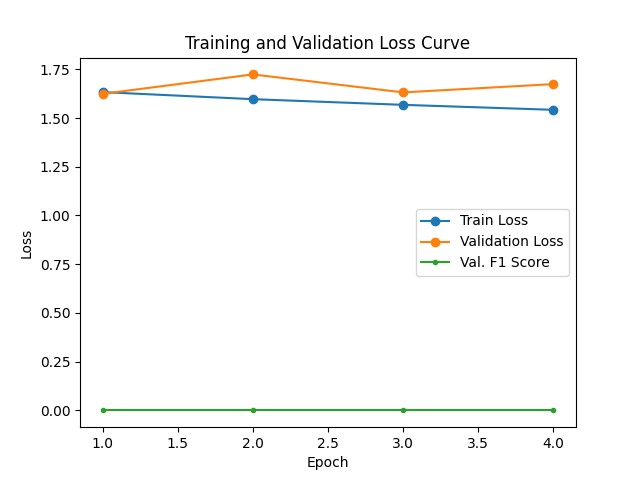 Training and Validation Loss Curve
1.75
1.50
1.25
1.00
0.75
0.50
0.25
0.00
Loss
Train Loss
Validation Loss
Val. F1 Score
1.0 1.5 2.0 2.5 3.0 3.5 4.0
Epoch